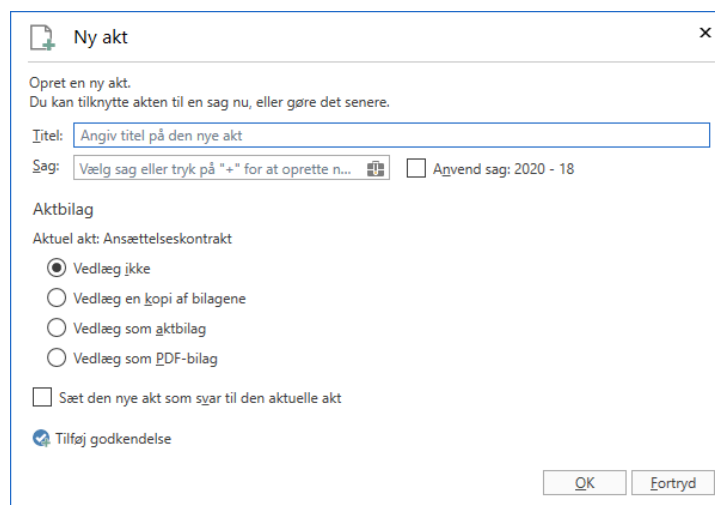 Ny akt
Opret en ny akt.
Du kan tilknytte akten til en sag nu, eller gøre det senere.
Titel: Angiv titel på den nye akt
Sag: Vælg sag eller tryk på "+" for at oprette n... Anvend sag: 2020 - 18
Aktbilag
Aktuel akt: Ansættelseskontrakt
Vedlæg ikke
Vedlæg en kopi af bilagene
Vedlæg som aktbilag
Vedlæg som PDF-bilag
Sæt den nye akt som svar til den aktuelle akt
Tilføj godkendelse
OK Fortryd